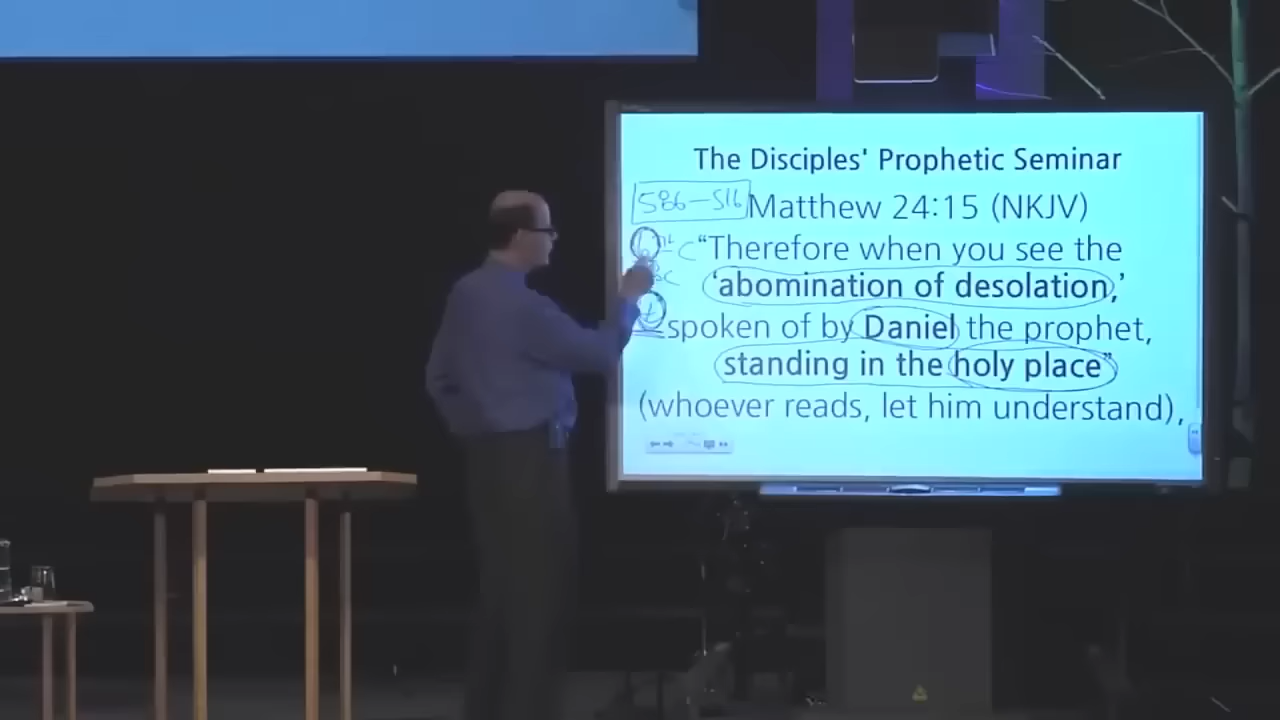 The Disciples' Prophetic Seminar
586-516 Matthew 24:15 (NKJV)
"Therefore when you see the
'abomination of desolation,'
spoken of by Daniel the prophet,
standing in the holy place"
(whoever reads, let him understand),